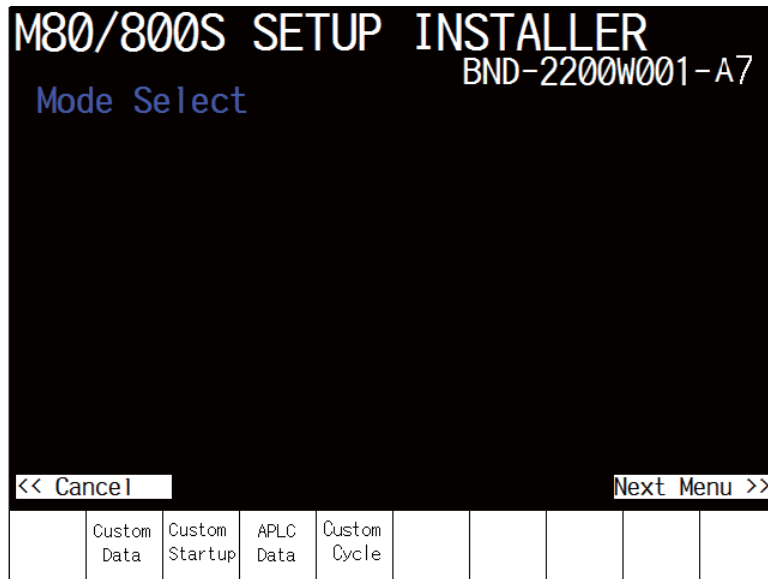 M80/800S SETUP INSTALLER
BND-2200W001-A7
Mode Select
<< Cancel
Next Menu >>
Custom Data
Custom Startup
APLC Data
Custom Cycle